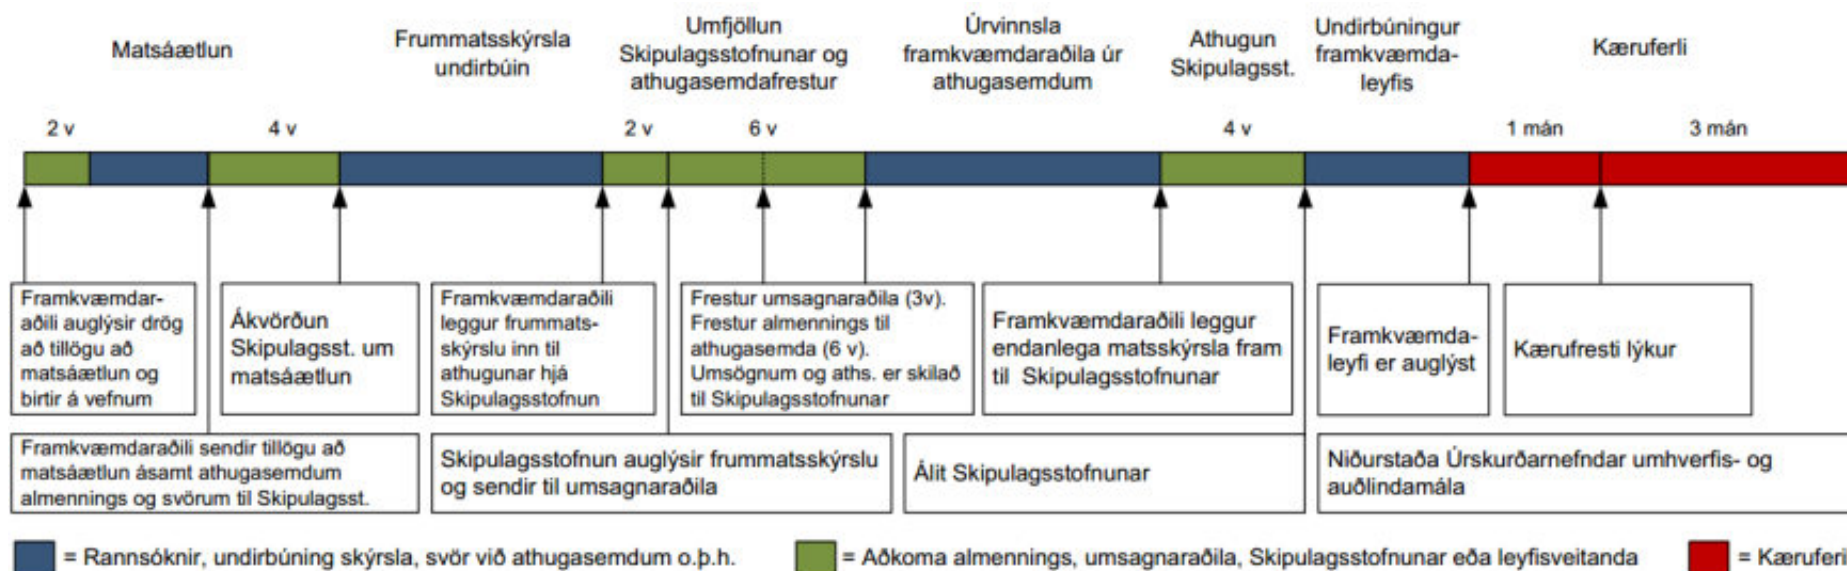 Matsáætlun
Frummatsskýrsla
undirbúin
Umfjöllun
Skipulagsstofnunar og
athugasemdafrestur
Úrvinnsla
framkvæmdaraðila úr
athugasemdum
Athugun
Skipulagsst.
Undirbúningur
framkvæmda-
leyfis
Kæruferli
2 v
4 v
2 v
6 v
4 v
1 mán
3 mán
Framkvæmdar-
aðili auglýsir drög
að tillögu að
matsáætlun og
birtir á vefnum
Ákvörðun
Skipulagsst. um
matsáætlun
Framkvæmdaraðili
leggur frummats-
skýrslu inn til
athugunar hjá
Skipulagsstofnun
Frestur umsagnaraðila (3v).
Frestur almennings til
athugasemda (6 v).
Umsögnum og aths. er skilað
til Skipulagsstofnunar
Framkvæmdaraðili leggur
endanlega matsskýrsla fram
til Skipulagsstofnunar
Framkvæmda-
leyfi er auglýst
Kærufresti lýkur
Framkvæmdaraðili sendir tillögu að
matsáætlun ásamt athugasemdum
almennings og svörum til Skipulagsst.
Skipulagsstofnun auglýsir frummatsskýrslu
og sendir til umsagnaraðila
Álit Skipulagsstofnunar
Niðurstaða Úrskurðarnefndar umhverfis- og
auðlindamála
= Rannsóknir, undirbúning skýrsla, svör við athugasemdum o.þ.h.
= Aðkoma almennings, umsagnaraðila, Skipulagsstofnunar eða leyfisveitanda
= Kæruferli